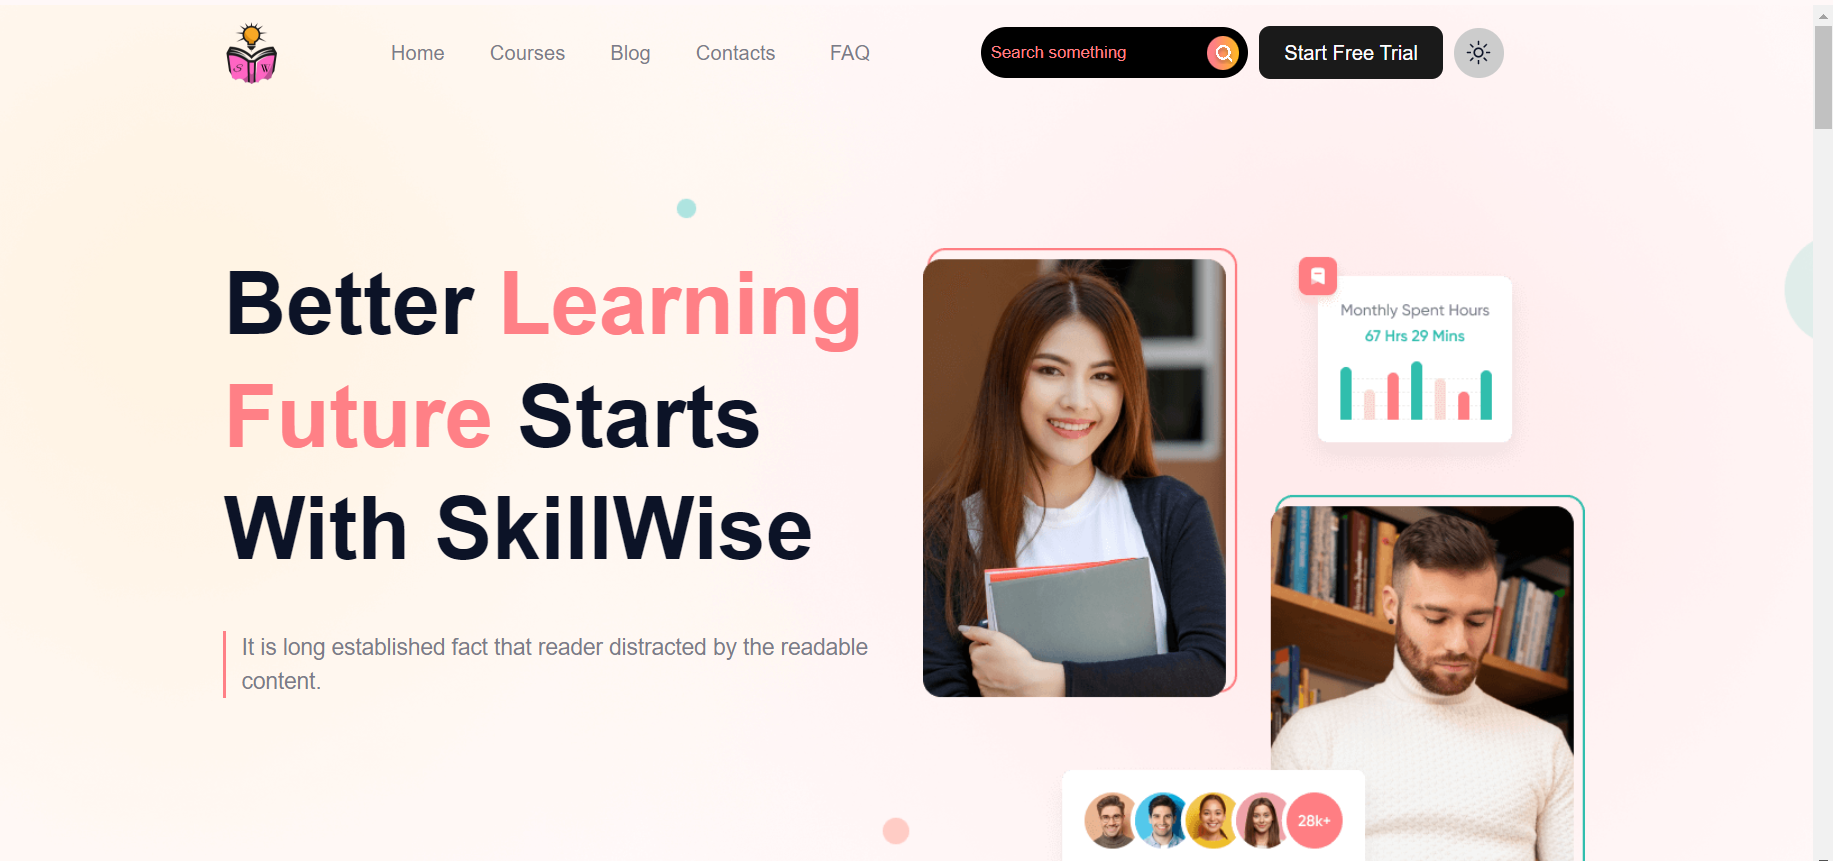 S W
Home Courses Blog Contacts FAQ
Search something
Start Free Trial
Better Learning
Future Starts
With SkillWise
It is long established fact that reader distracted by the readable
content.
Monthly Spent Hours
67 Hrs 29 Mins
28k+